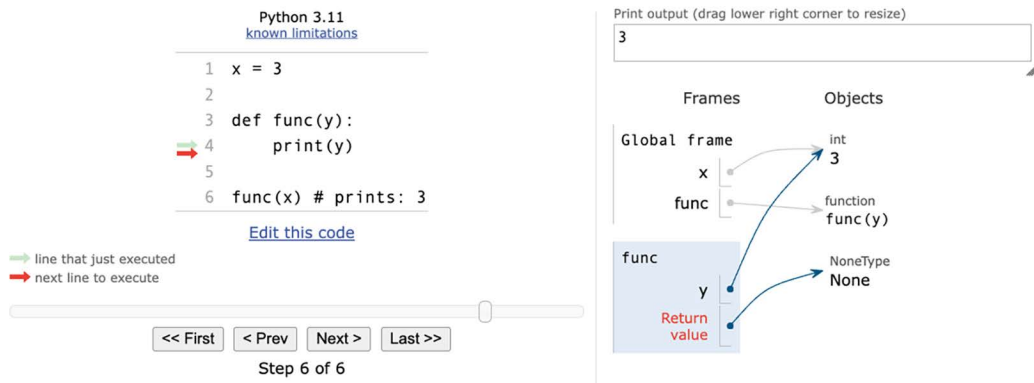 Python 3.11
known limitations
1 x = 3
2
3 def func(y):
4     print(y)
5
6 func(x) # prints: 3
Edit this code
line that just executed
next line to execute
<< First
< Prev
Next >
Last >>
Step 6 of 6
Print output (drag lower right corner to resize)
3
Frames
Objects
Global frame
x
func
int
3
function
func(y)
func
y
Return
value
NoneType
None